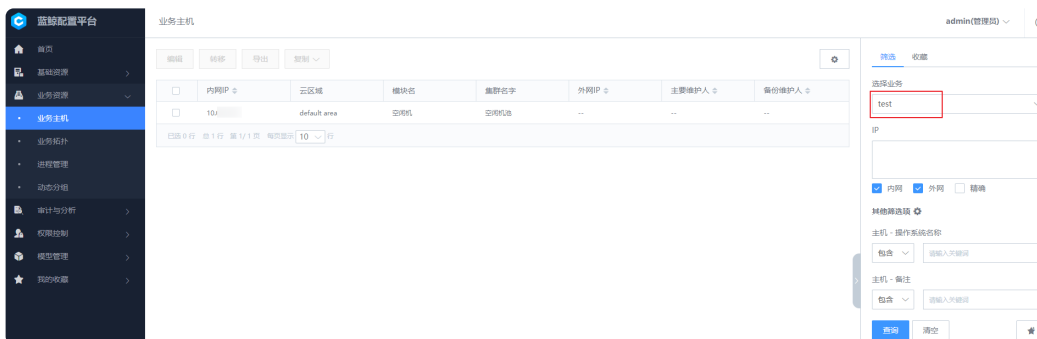 蓝鲸配置平台
业务主机
admin(管理员)
首页
基础资源
业务资源
业务主机
业务拓扑
进程管理
动态分组
审计与分析
权限控制
模型管理
我的收藏
编辑 转移 导出 复制
内网IP 云区域 模块名 集群名字 外网IP 主要维护人 备份维护人
10. default area 空闲机 空闲机池 -- -- --
已选 0 行 总 1 行 第 1/ 1 页 每页显示 10 行
筛选 收藏
选择业务
test
IP
内网 外网 精确
其他筛选项
主机 - 操作系统名称
包含 请输入关键词
主机 - 备注
包含 请输入关键词
查询 清空